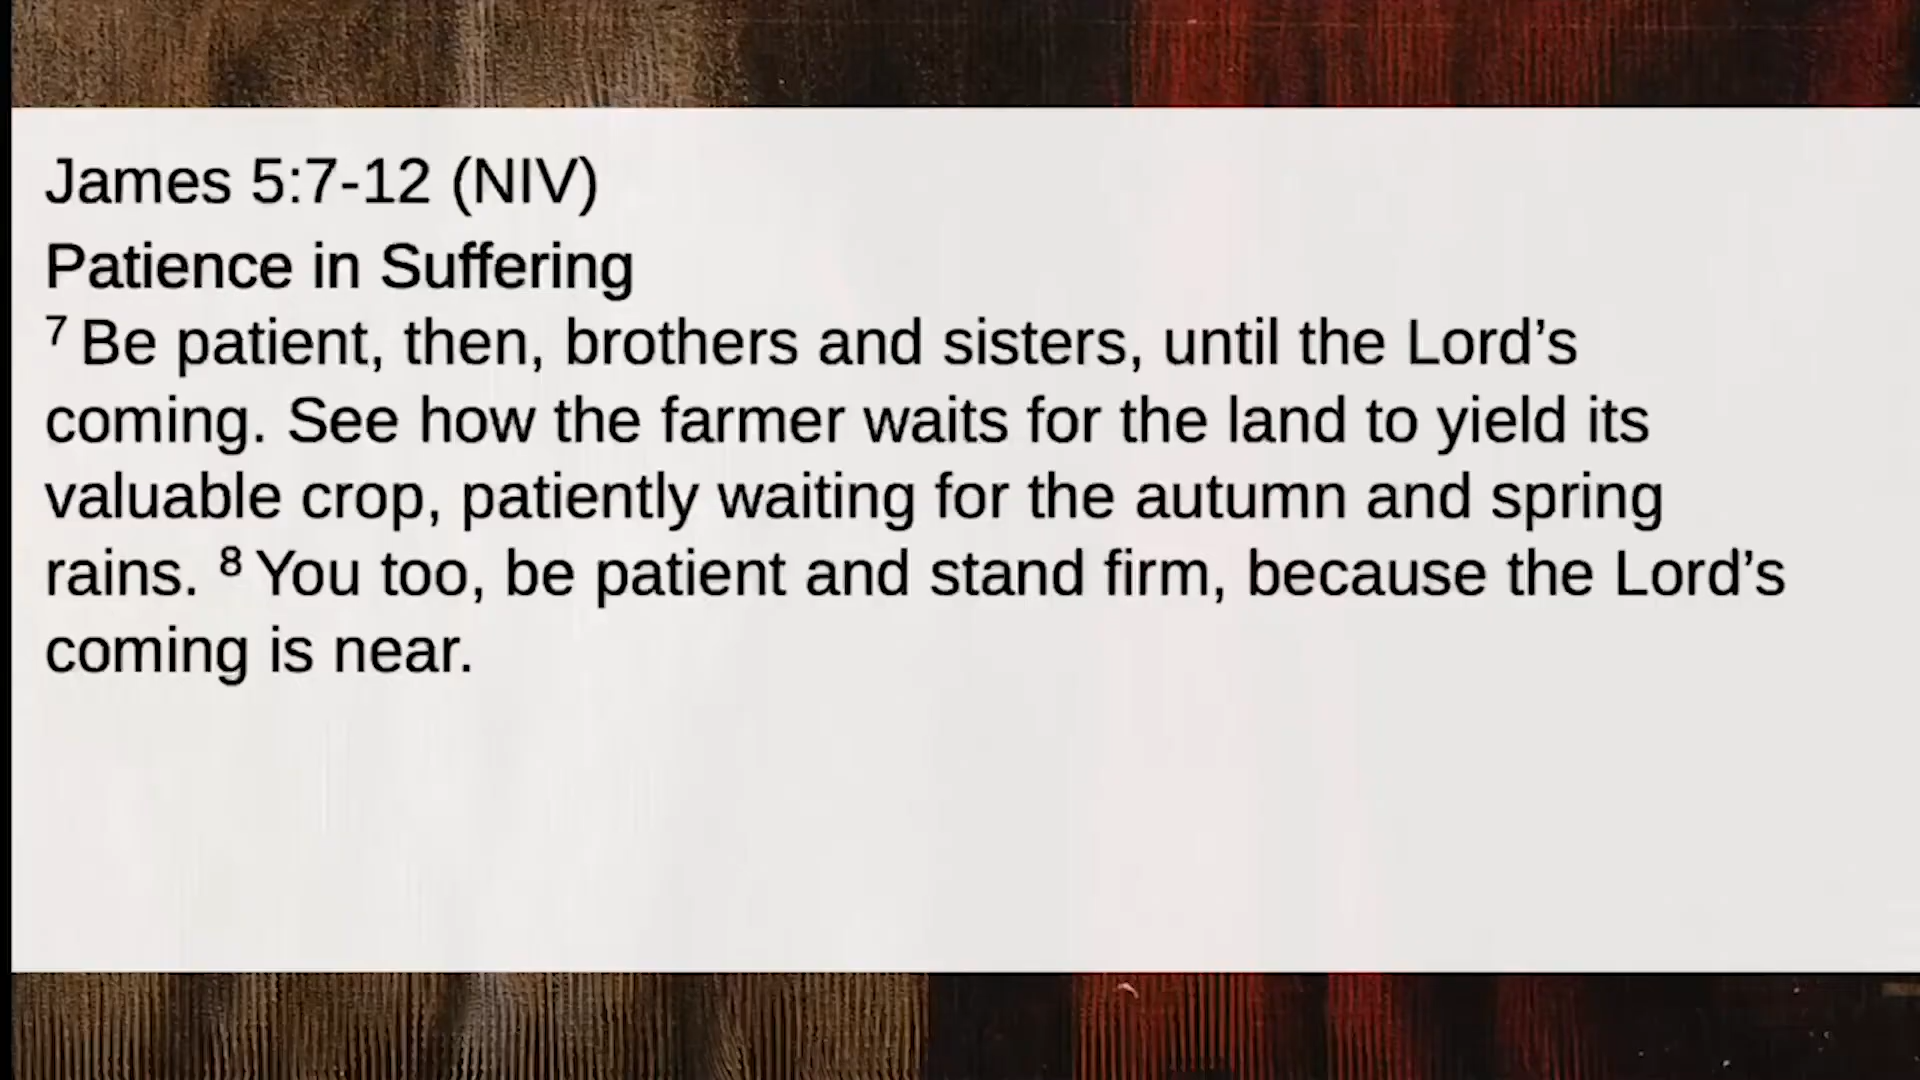 James 5:7-12 (NIV)
Patience in Suffering
⁷ Be patient, then, brothers and sisters, until the Lord’s
coming. See how the farmer waits for the land to yield its
valuable crop, patiently waiting for the autumn and spring
rains. ⁸ You too, be patient and stand firm, because the Lord’s
coming is near.